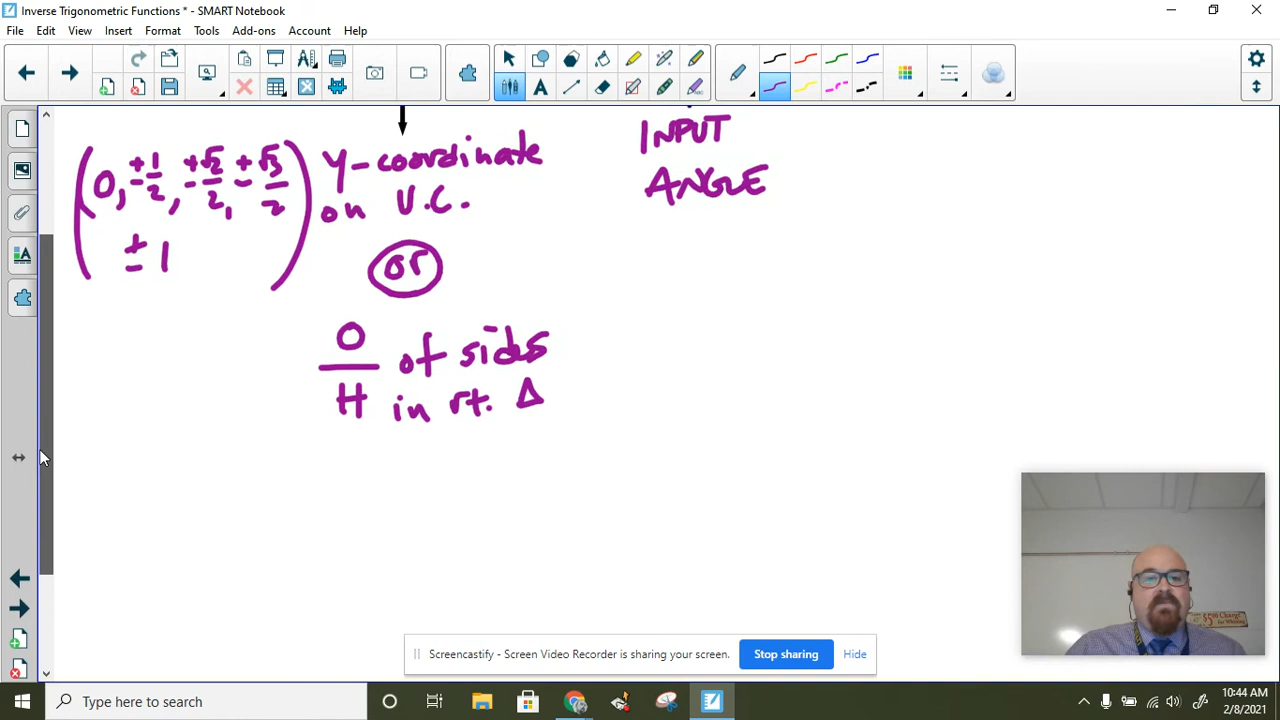 Inverse Trigonometric Functions * - SMART Notebook
File Edit View Insert Format Tools Add-ons Account Help
INPUT
ANGLE
(0, ±1/2, ±√2/2, ±√3/2
±1)
y-coordinate
on U.C.
or
O/H of sides
in rt. Δ
Screencastify - Screen Video Recorder is sharing your screen. Stop sharing Hide
Type here to search
10:44 AM
2/8/2021